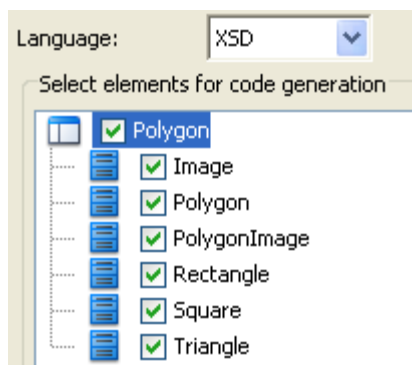 Language: XSD
Select elements for code generation
Polygon
Image
Polygon
PolygonImage
Rectangle
Square
Triangle